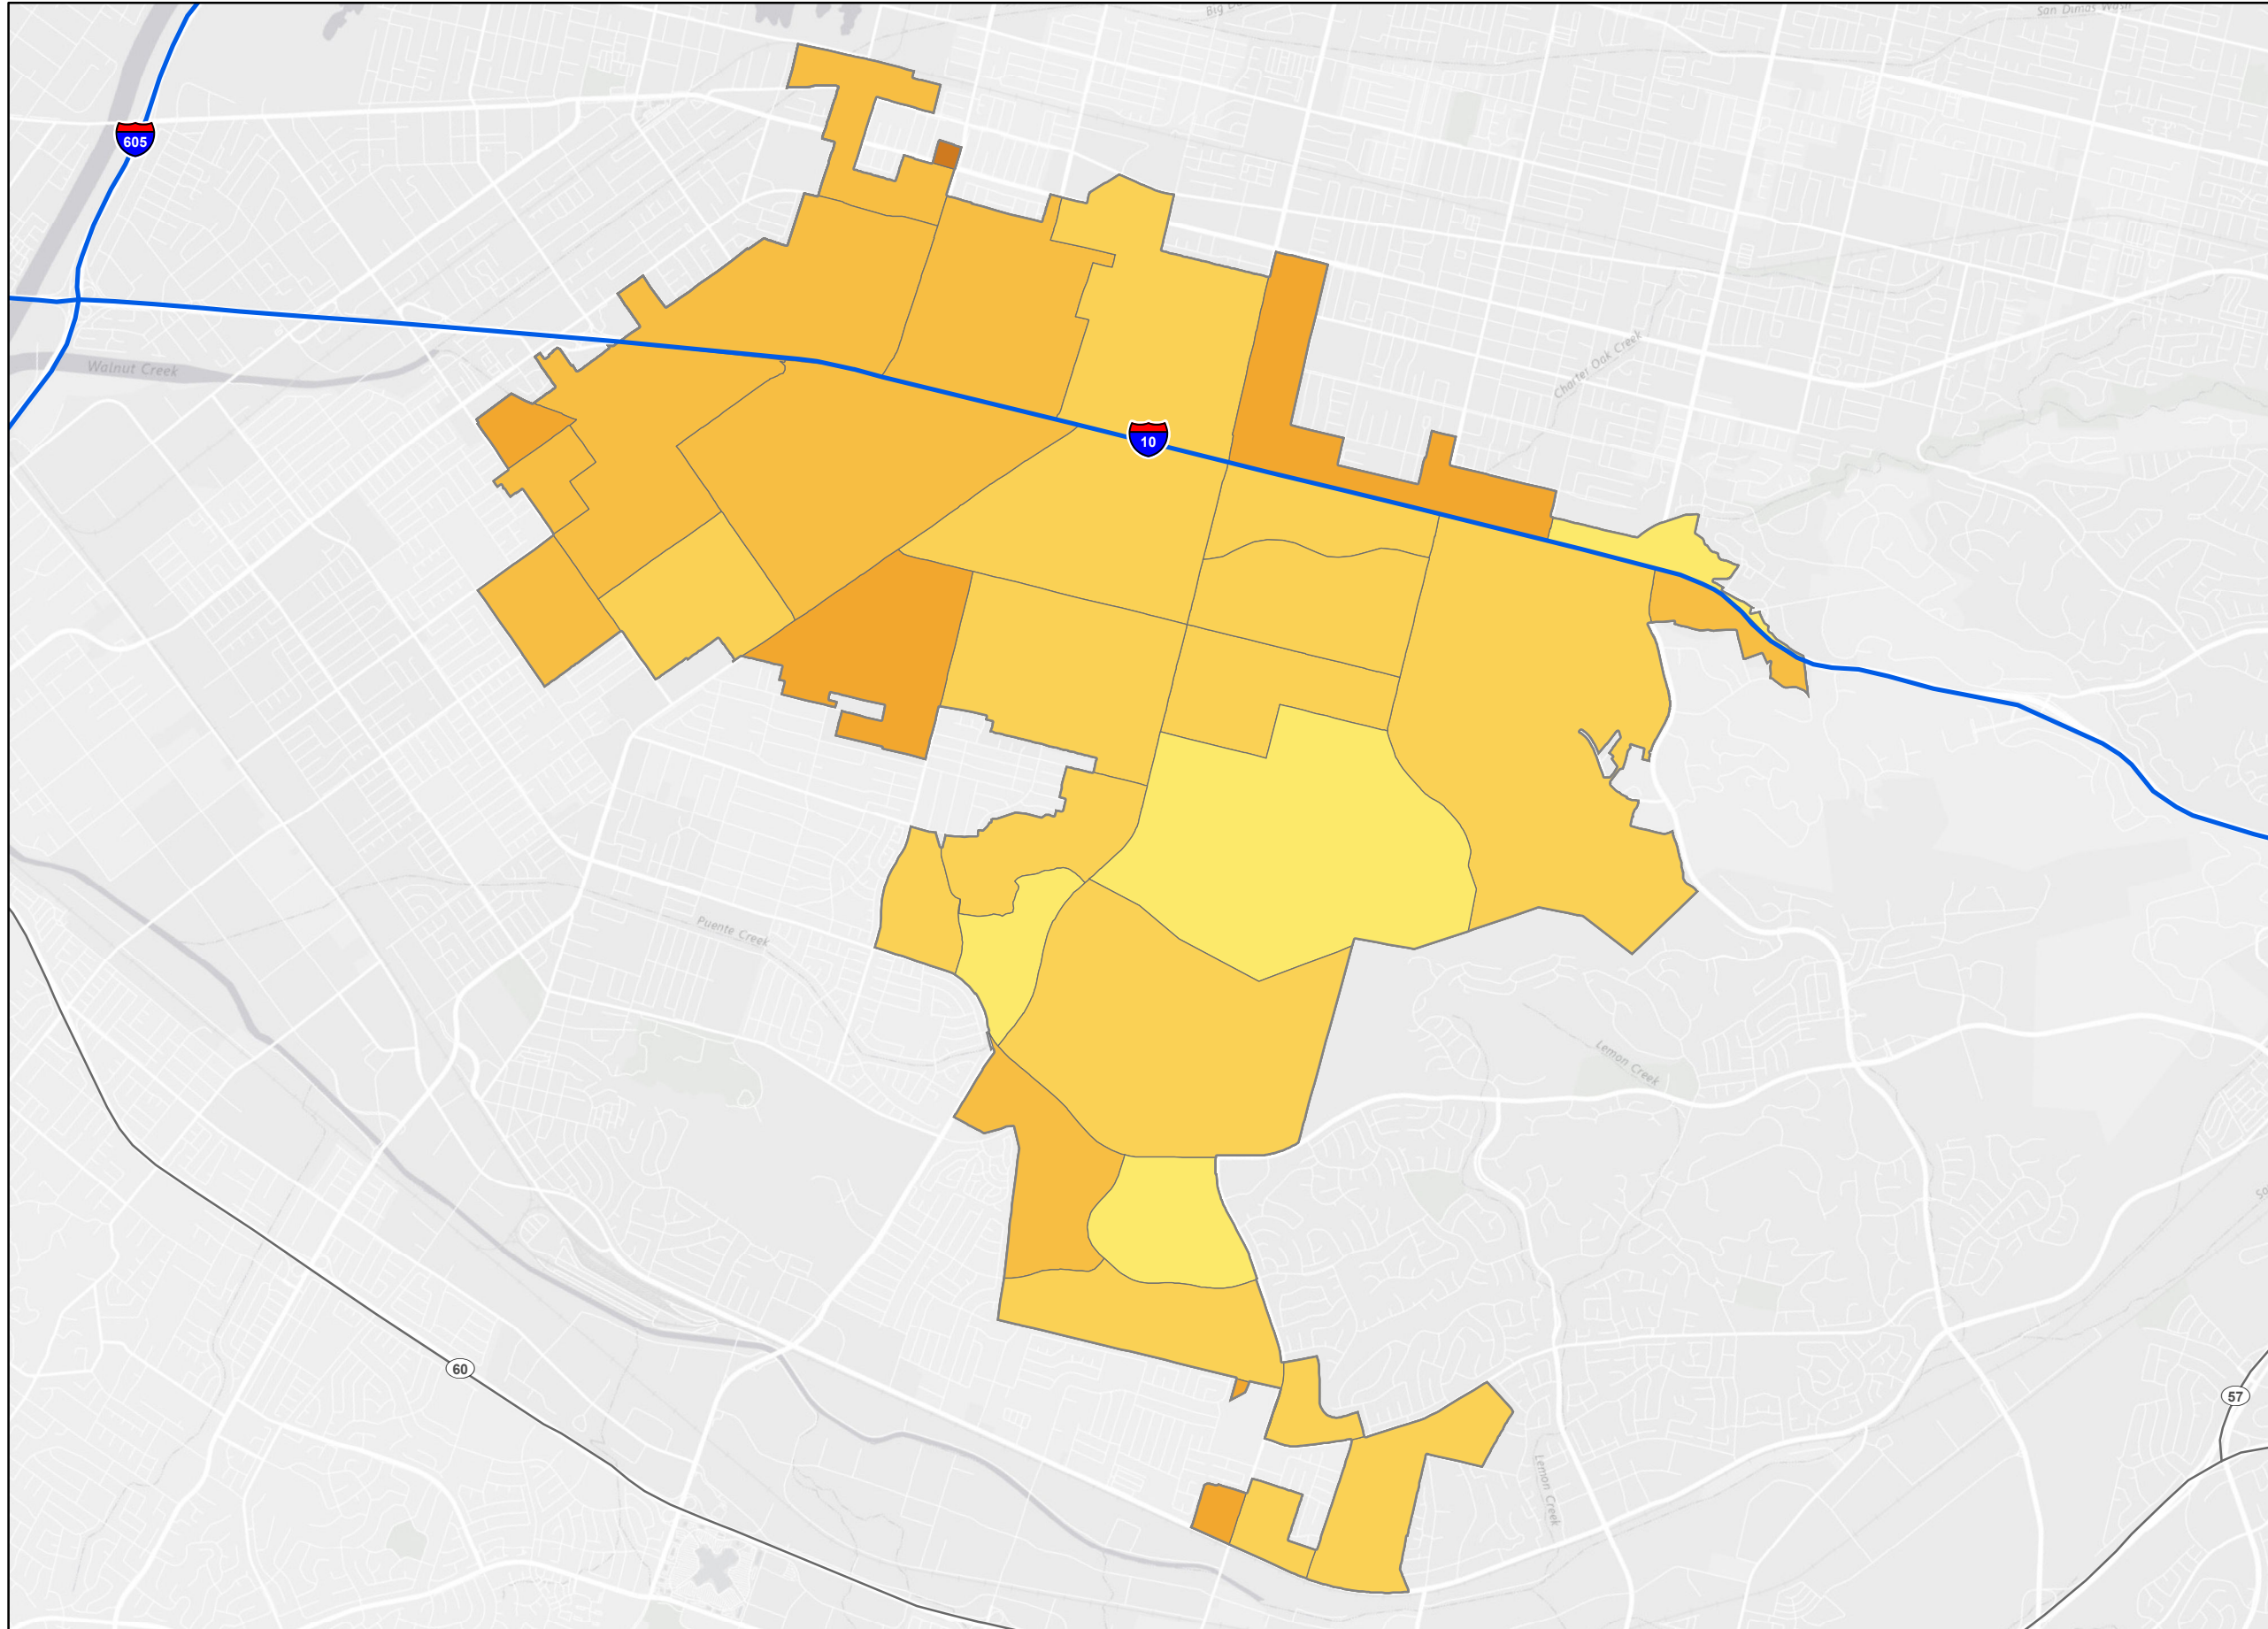 San Dimas Wash
605
Walnut Creek
Charter Oak Creek
10
Puente Creek
Lemon Creek
60
57
Lemon Creek